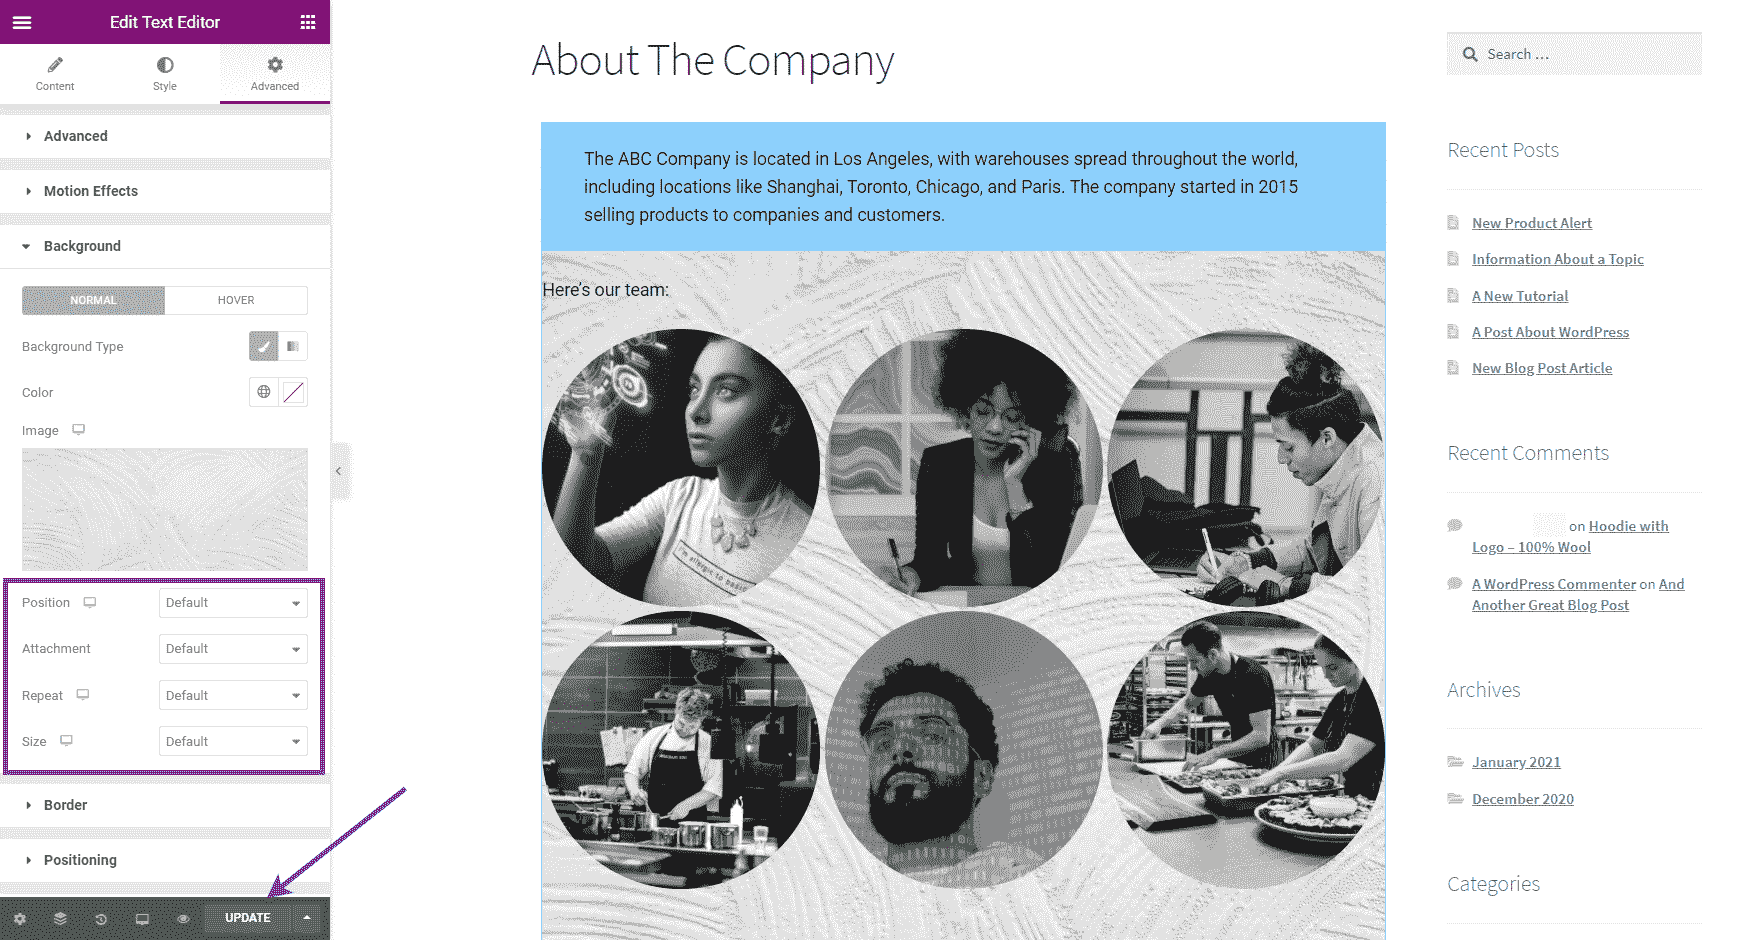 Edit Text Editor
Content
Style
Advanced
Advanced
Motion Effects
Background
NORMAL
HOVER
Background Type
Color
Image
Position
Default
Attachment
Default
Repeat
Default
Size
Default
Border
Positioning
UPDATE
About The Company
The ABC Company is located in Los Angeles, with warehouses spread throughout the world,
including locations like Shanghai, Toronto, Chicago, and Paris. The company started in 2015
selling products to companies and customers.
Here's our team:
I'm allergic to
Search …
Recent Posts
New Product Alert
Information About a Topic
A New Tutorial
A Post About WordPress
New Blog Post Article
Recent Comments
on Hoodie with
Logo – 100% Wool
A WordPress Commenter on And
Another Great Blog Post
Archives
January 2021
December 2020
Categories